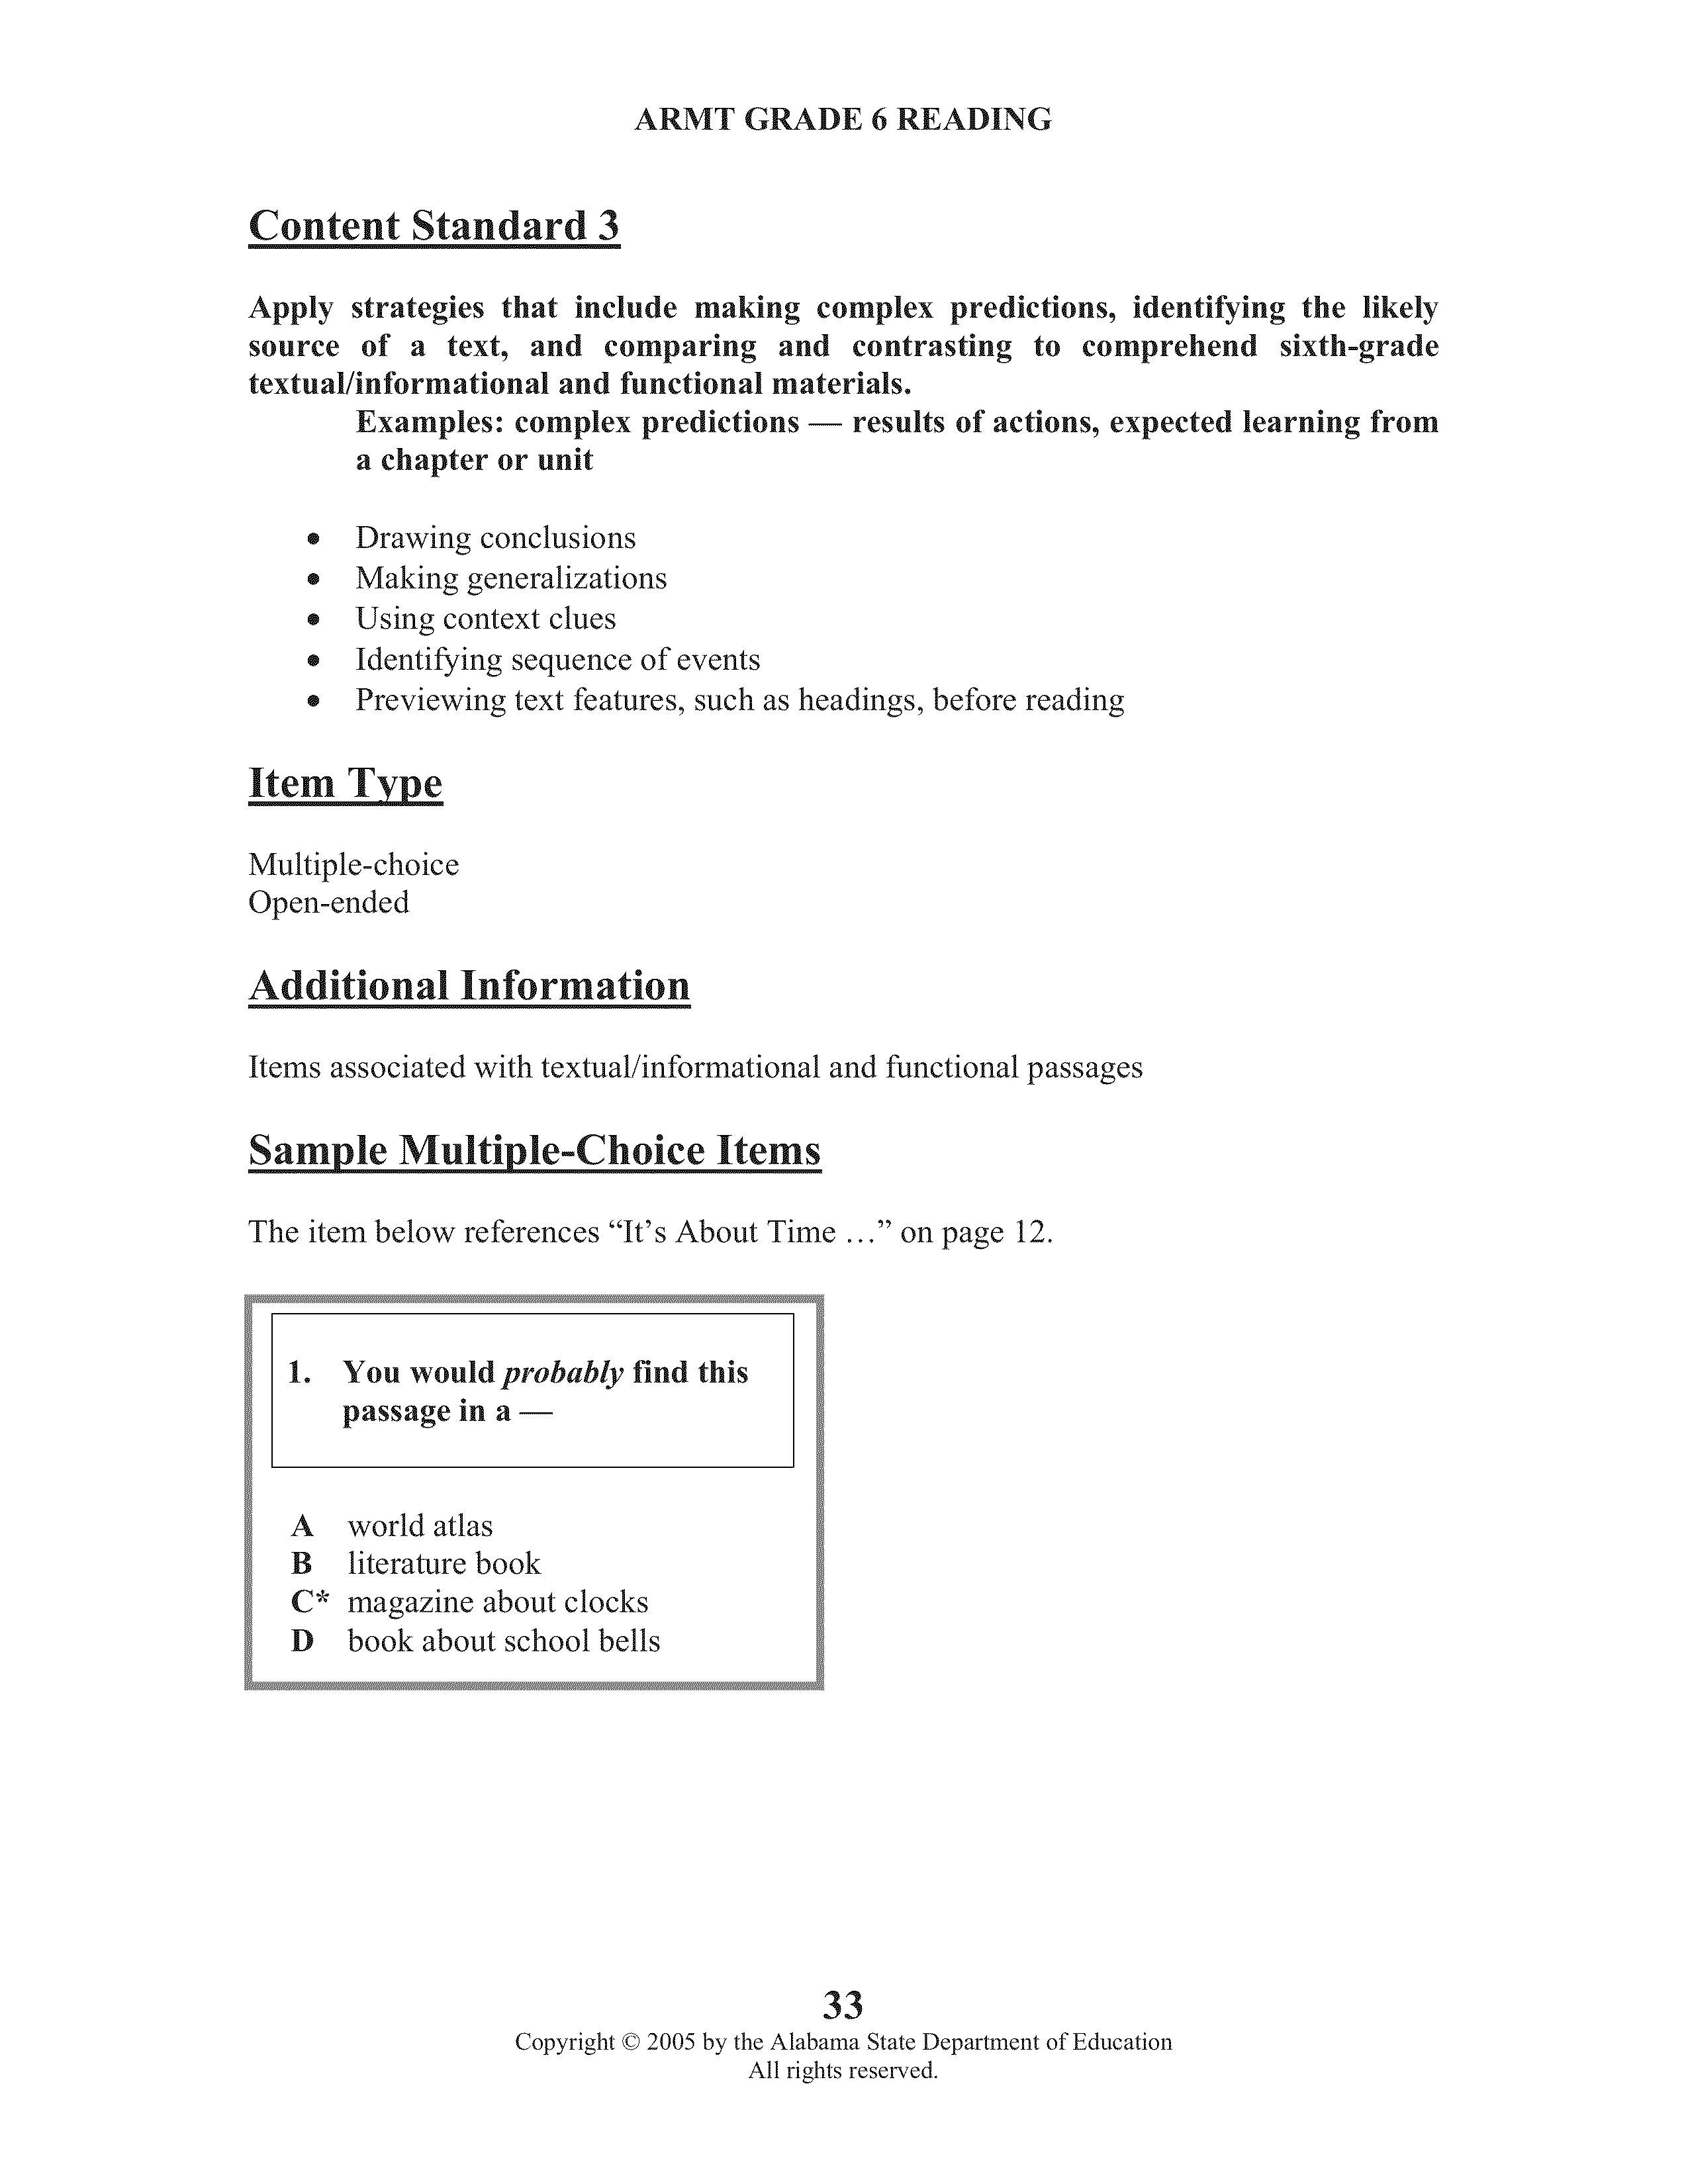 ARMT GRADE 6 READING
Content Standard 3
Apply strategies that include making complex predictions, identifying the likely
source of a text, and comparing and contrasting to comprehend sixth-grade
textual/informational and functional materials.
Examples: complex predictions — results of actions, expected learning from
a chapter or unit
• Drawing conclusions
• Making generalizations
• Using context clues
• Identifying sequence of events
• Previewing text features, such as headings, before reading
Item Type
Multiple-choice
Open-ended
Additional Information
Items associated with textual/informational and functional passages
Sample Multiple-Choice Items
The item below references “It’s About Time …” on page 12.
1. You would probably find this
passage in a —
A world atlas
B literature book
C* magazine about clocks
D book about school bells
33
Copyright © 2005 by the Alabama State Department of Education
All rights reserved.